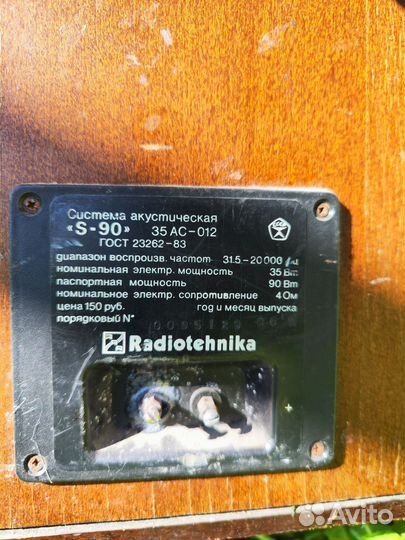 Система акустическая
«S-90» 35 АС-012
ГОСТ 23262-83
диапазон воспроизв. частот 31.5-20000 Гц
номинальная электр. мощность 35 Вт
паспортная мощность 90 Вт
номинальное электр. сопротивление 4 Ом
цена 150 руб. год и месяц выпуска
порядковый №
Radiotehnika
Avito